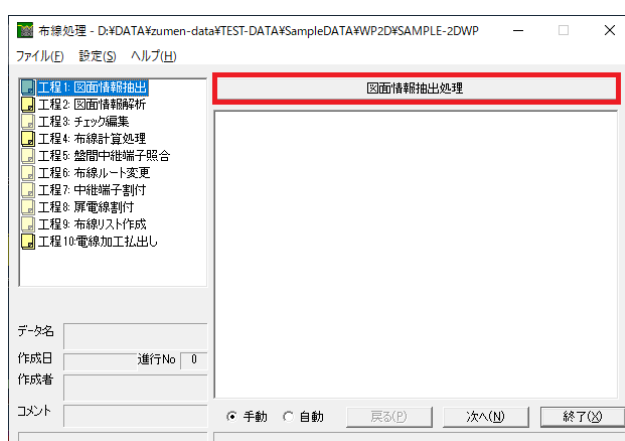 布線処理 - D:¥DATA¥zumen-data¥TEST-DATA¥SampleDATA¥WP2D¥SAMPLE-2DWP
ファイル(F) 設定(S) ヘルプ(H)
工程1: 図面情報抽出
工程2: 図面情報解析
工程3: チェック編集
工程4: 布線計算処理
工程5: 盤間中継端子照合
工程6: 布線ルート変更
工程7: 中継端子割付
工程8: 扉電線割付
工程9: 布線リスト作成
工程10:電線加工払出し
図面情報抽出処理
データ名
作成日 進行No 0
作成者
コメント
手動 自動 戻る(P) 次へ(N) 終了(X)